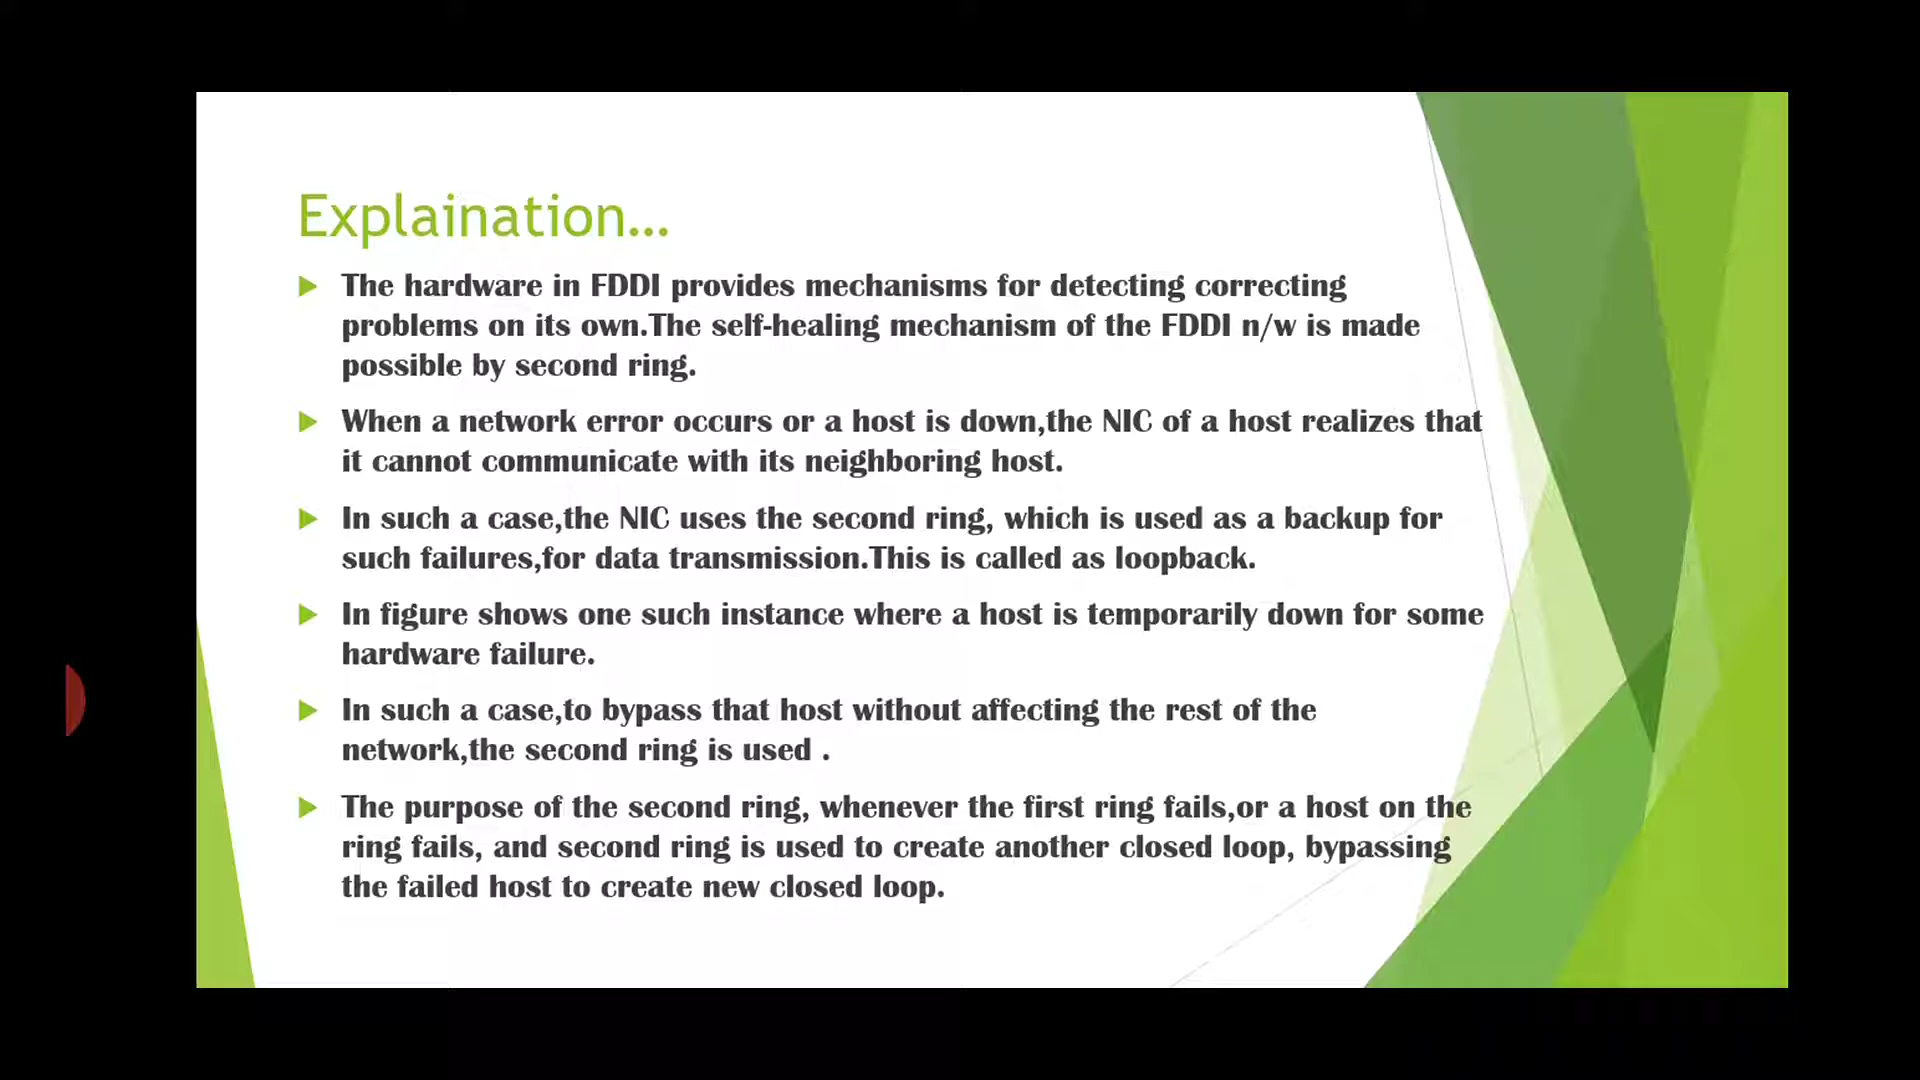 Explaination...
The hardware in FDDI provides mechanisms for detecting correcting
problems on its own.The self-healing mechanism of the FDDI n/w is made
possible by second ring.
When a network error occurs or a host is down,the NIC of a host realizes that
it cannot communicate with its neighboring host.
In such a case,the NIC uses the second ring, which is used as a backup for
such failures,for data transmission.This is called as loopback.
In figure shows one such instance where a host is temporarily down for some
hardware failure.
In such a case,to bypass that host without affecting the rest of the
network,the second ring is used .
The purpose of the second ring, whenever the first ring fails,or a host on the
ring fails, and second ring is used to create another closed loop, bypassing
the failed host to create new closed loop.